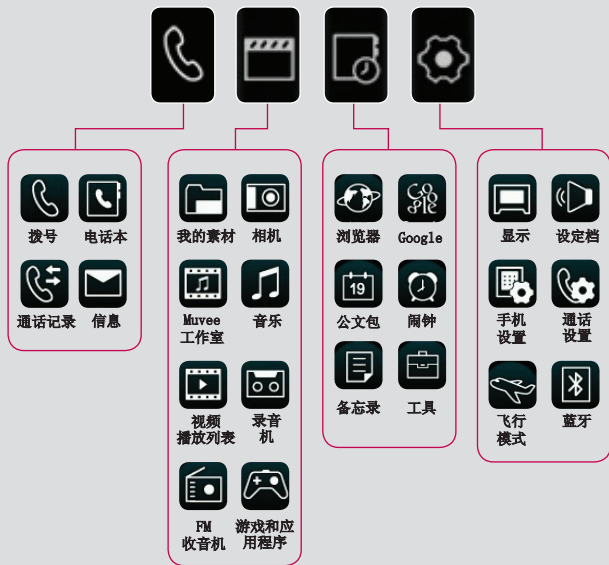 拨号
电话本
通话记录
信息
我的素材
相机
Muvee
工作室
音乐
视频
播放列表
录音
机
FM
收音机
游戏和应
用程序
浏览器
Google
Google
19
公文包
闹钟
备忘录
工具
显示
设定档
手机
设置
通话
设置
飞行
模式
蓝牙